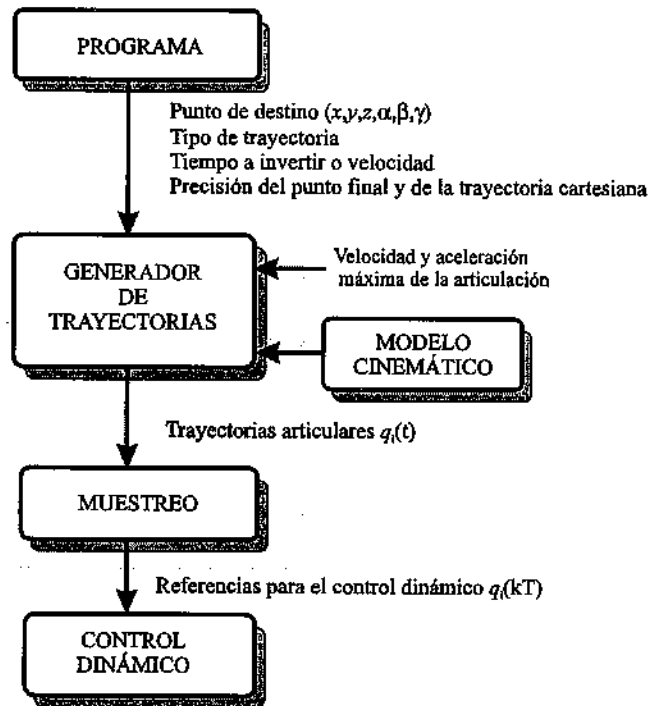 PROGRAMA
Punto de destino (x,y,z,α,β,γ)
Tipo de trayectoria
Tiempo a invertir o velocidad
Precisión del punto final y de la trayectoria cartesiana
GENERADOR
DE
TRAYECTORIAS
Velocidad y aceleración
máxima de la articulación
MODELO
CINEMÁTICO
Trayectorias articulares qi(t)
MUESTREO
Referencias para el control dinámico qi(kT)
CONTROL
DINÁMICO